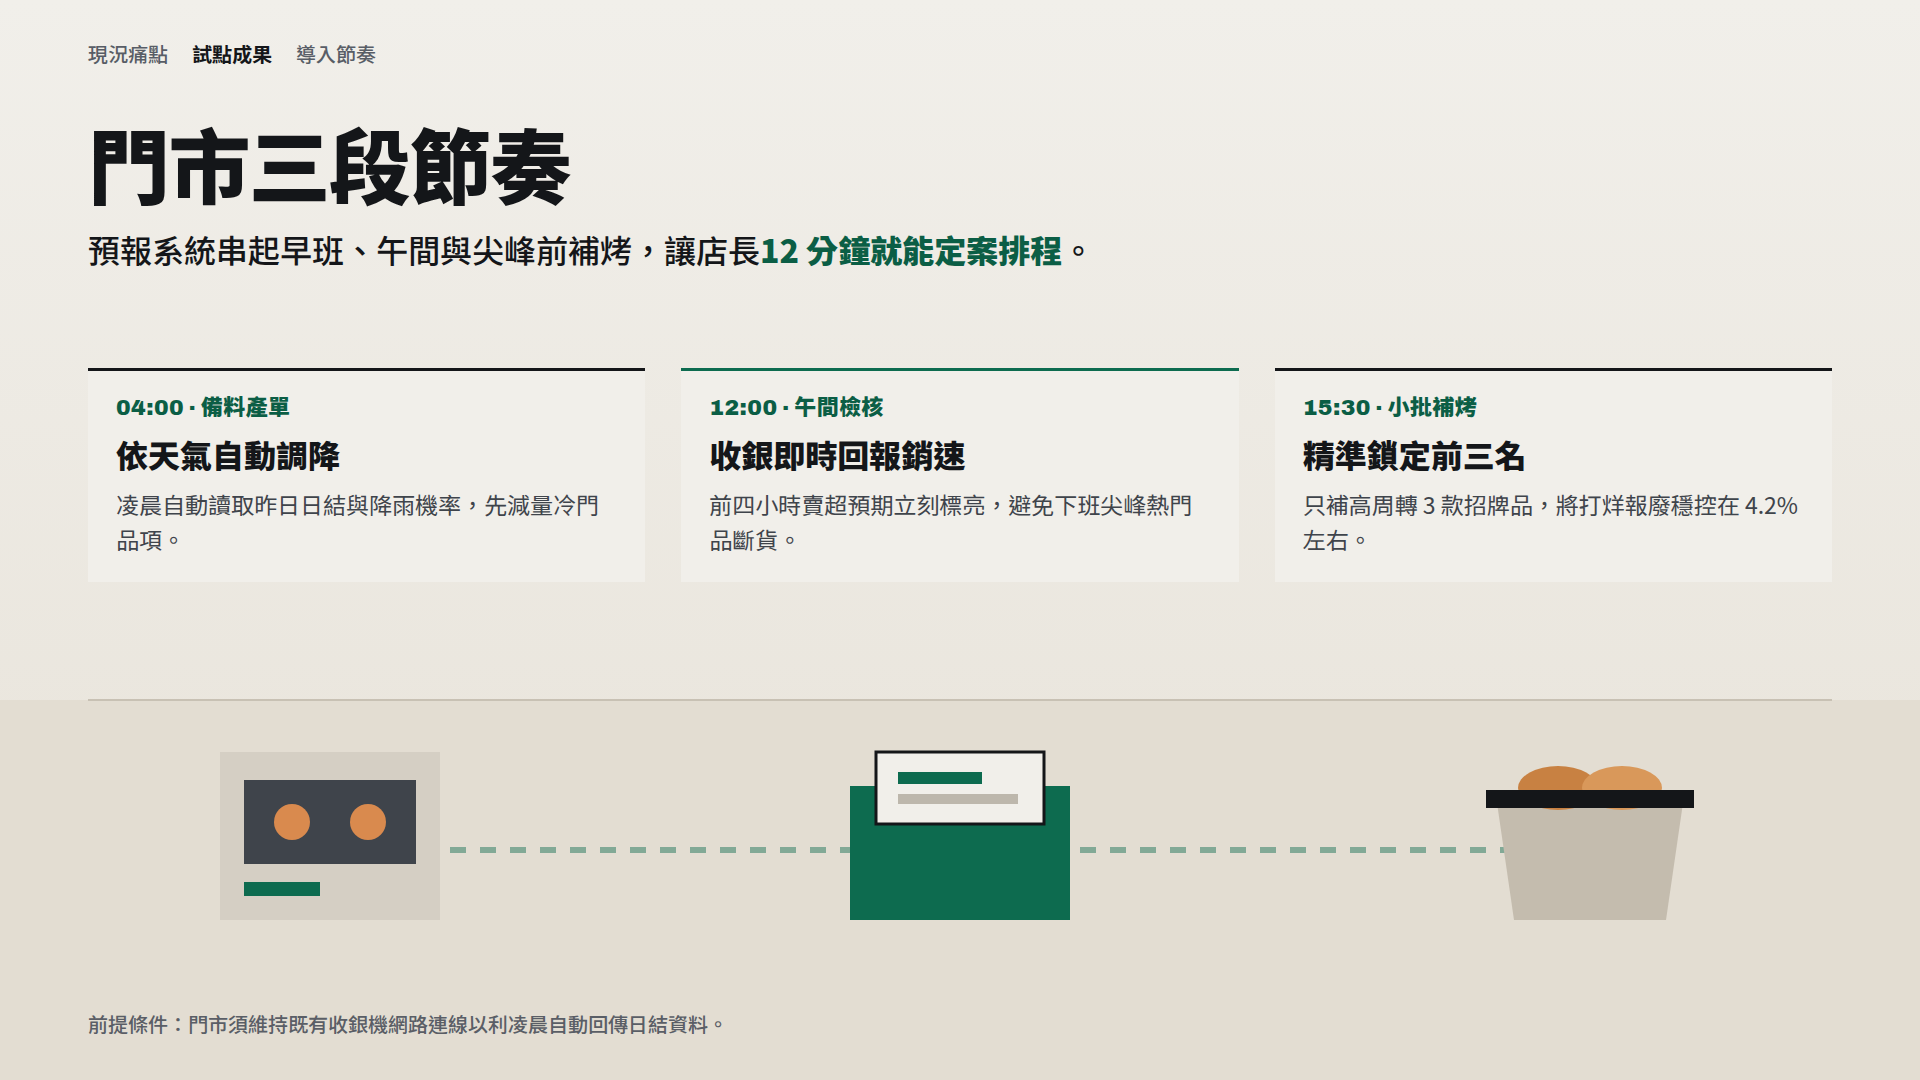 現況痛點 試點成果 導入節奏
門市三段節奏
預報系統串起早班、午間與尖峰前補烤，讓店長12 分鐘就能定案排程。
04:00 · 備料產單
依天氣自動調降
凌晨自動讀取昨日日結與降雨機率，先減量冷門
品項。
12:00 · 午間檢核
收銀即時回報銷速
前四小時賣超預期立刻標亮，避免下班尖峰熱門
品斷貨。
15:30 · 小批補烤
精準鎖定前三名
只補高周轉 3 款招牌品，將打烊報廢穩控在 4.2%
左右。
前提條件：門市須維持既有收銀機網路連線以利凌晨自動回傳日結資料。